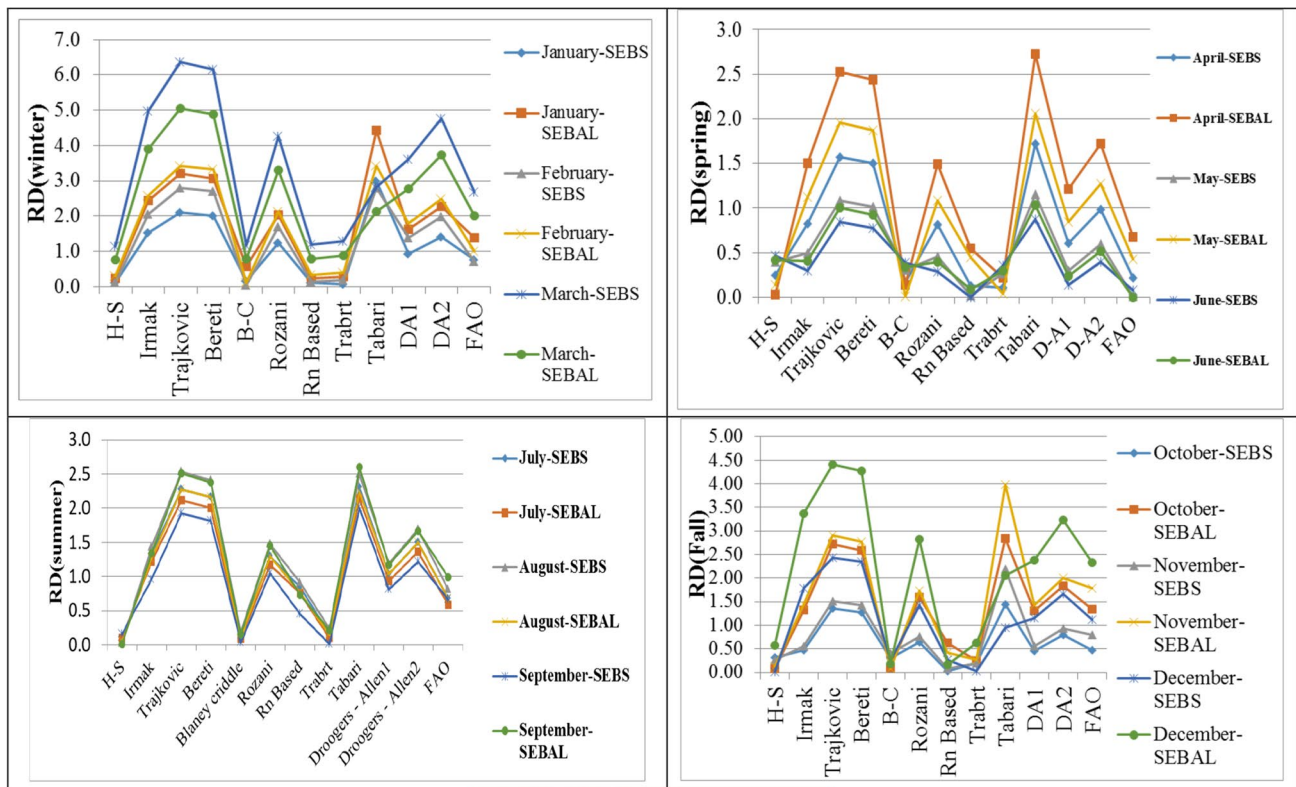 RD(winter)
7.0
6.0
5.0
4.0
3.0
2.0
1.0
0.0
H-S
Irmak
Trajkovic
Bereti
B-C
Rozani
Rn Based
Trabrt
Tabari
DA1
DA2
FAO
January-SEBS
January-
SEBAL
February-
SEBS
February-
SEBAL
March-SEBS
March-
SEBAL
RD(spring)
3.0
2.5
2.0
1.5
1.0
0.5
0.0
H-S
Irmak
Trajkovic
Bereti
B-C
Rozani
Rn Based
Trabrt
Tabari
D-A1
D-A2
FAO
April-SEBS
April-SEBAL
May-SEBS
May-SEBAL
June-SEBS
June-SEBAL
RD(summer)
3.0
2.5
2.0
1.5
1.0
0.5
0.0
H-S
Irmak
Trajkovic
Bereti
Blaney criddle
Rozani
Rn Based
Trabrt
Tabari
Droogers - Allen1
Droogers - Allen2
FAO
July-SEBS
July-SEBAL
August-SEBS
August-SEBAL
September-SEBS
September-
SEBAL
RD(Fall)
5.00
4.50
4.00
3.50
3.00
2.50
2.00
1.50
1.00
0.50
0.00
H-S
Irmak
Trajkovic
Bereti
B-C
Rozani
Rn Based
Trabrt
Tabari
DA1
DA2
FAO
October-SEBS
October-
SEBAL
November-
SEBS
November-
SEBAL
December-
SEBS
December-
SEBAL